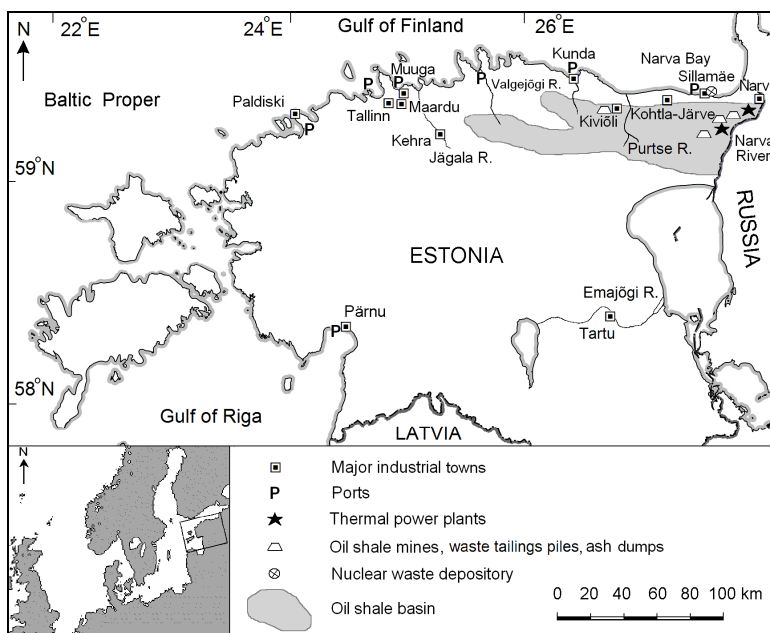 22°E
24°E
26°E
N
Gulf of Finland
Baltic Proper
Muuga
P
P
P
Kunda
P
Narva Bay
Sillamäe
P
Narv
Valgejõgi R.
Paldiski
P
Tallinn
Maardu
Kiviõli
Kohtla-Järve
Kehra
Jägala R.
Purtse R.
Narva
River
59°N
RUSSIA
ESTONIA
Emajõgi R.
Pärnu
P
Tartu
58°N
Gulf of Riga
LATVIA
N
Major industrial towns
P Ports
Thermal power plants
Oil shale mines, waste tailings piles, ash dumps
Nuclear waste depository
Oil shale basin
0 20 40 60 80 100 km